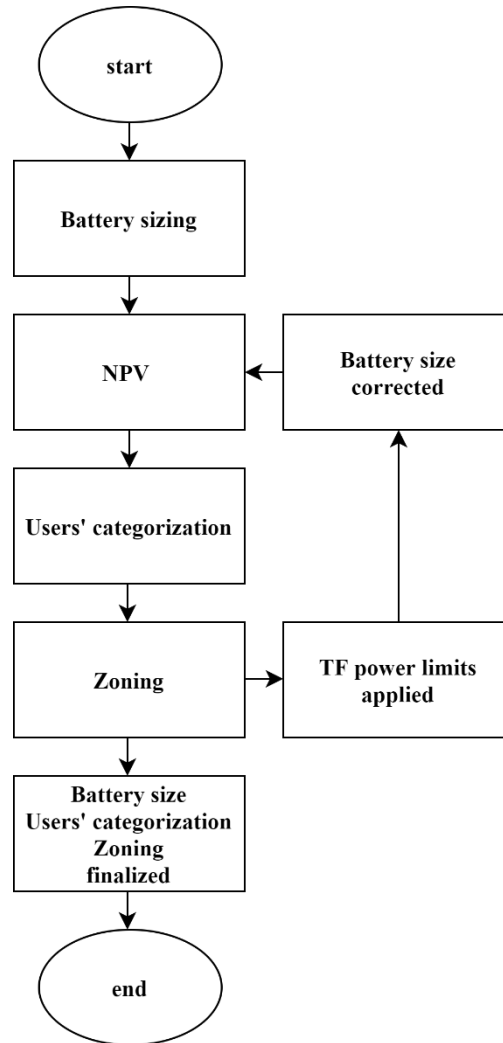 start
Battery sizing
NPV
Battery size
corrected
Users' categorization
Zoning
TF power limits
applied
Battery size
Users' categorization
Zoning
finalized
end